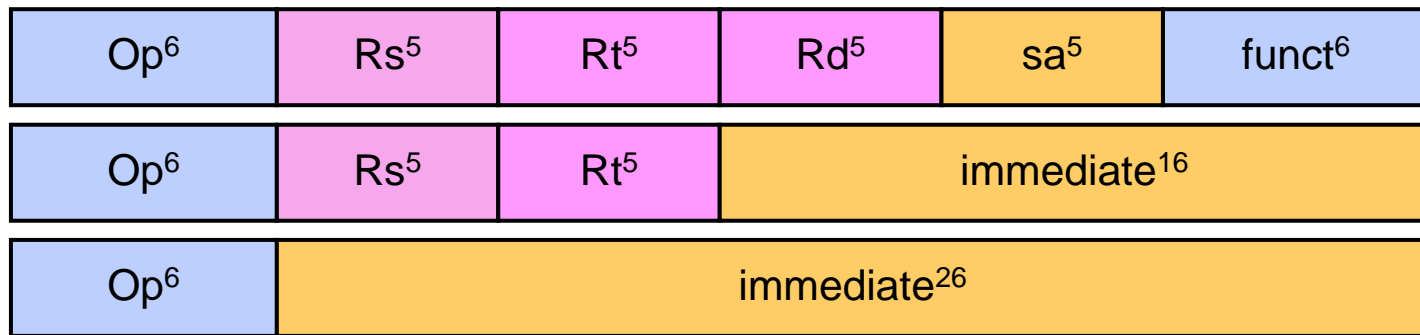 Op⁶ Rs⁵ Rt⁵ Rd⁵ sa⁵ funct⁶
Op⁶ Rs⁵ Rt⁵ immediate¹⁶
Op⁶ immediate²⁶